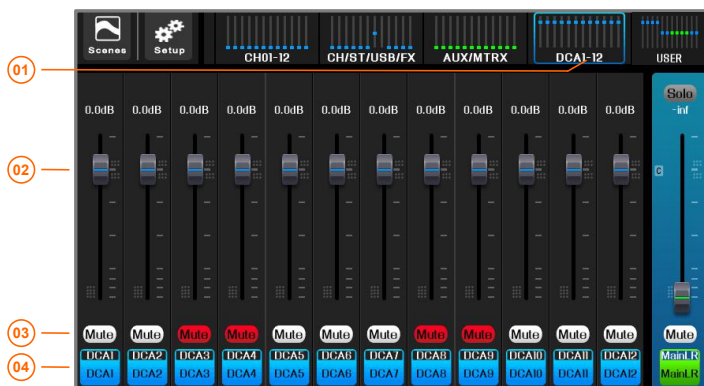 Scenes Setup CH01-12 CH/ST/USB/FX AUX/MTRX DCA1-12 USER
01
Solo
0.0dB 0.0dB 0.0dB 0.0dB 0.0dB 0.0dB 0.0dB 0.0dB 0.0dB 0.0dB 0.0dB 0.0dB -inf
02
C
03
Mute Mute Mute Mute Mute Mute Mute Mute Mute Mute Mute Mute Mute
DCA1 DCA2 DCA3 DCA4 DCA5 DCA6 DCA7 DCA8 DCA9 DCA10 DCA11 DCA12 MainLR
04
DCA1 DCA2 DCA3 DCA4 DCA5 DCA6 DCA7 DCA8 DCA9 DCA10 DCA11 DCA12 MainLR